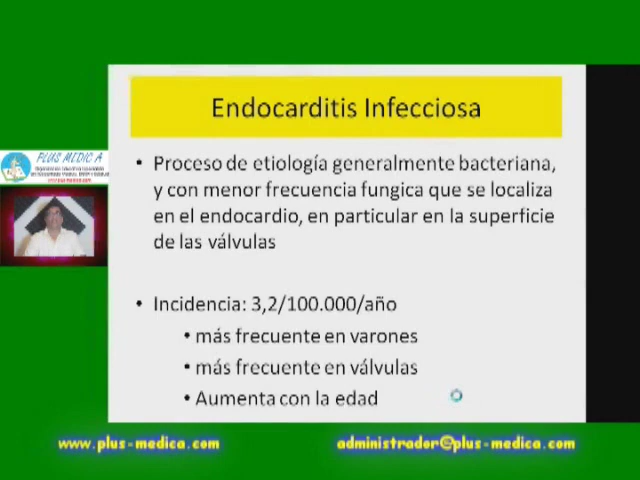 Endocarditis Infecciosa
• Proceso de etiología generalmente bacteriana,
y con menor frecuencia fungica que se localiza
en el endocardio, en particular en la superficie
de las válvulas
• Incidencia: 3,2/100.000/año
• más frecuente en varones
• más frecuente en válvulas
• Aumenta con la edad
PLUS MEDIC A
www.plus-medica.com
administrador@plus-medica.com